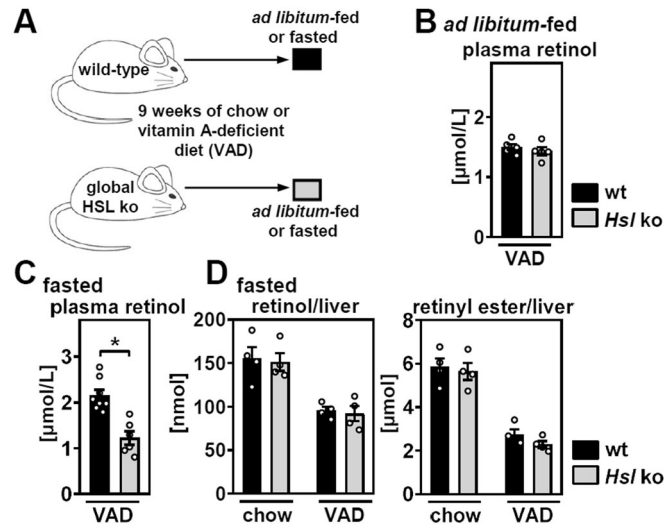 A
wild-type
ad libitum-fed
or fasted
9 weeks of chow or
vitamin A-deficient
diet (VAD)
global
HSL ko
ad libitum-fed
or fasted
B ad libitum-fed
plasma retinol
[µmol/L]
2
1
0
VAD
wt
Hsl ko
C fasted
plasma retinol
[µmol/L]
3
2
1
0
*
VAD
D fasted
retinol/liver
[nmol]
150
100
50
0
chow
VAD
retinyl ester/liver
[µmol]
8
6
4
2
0
chow
VAD
wt
Hsl ko